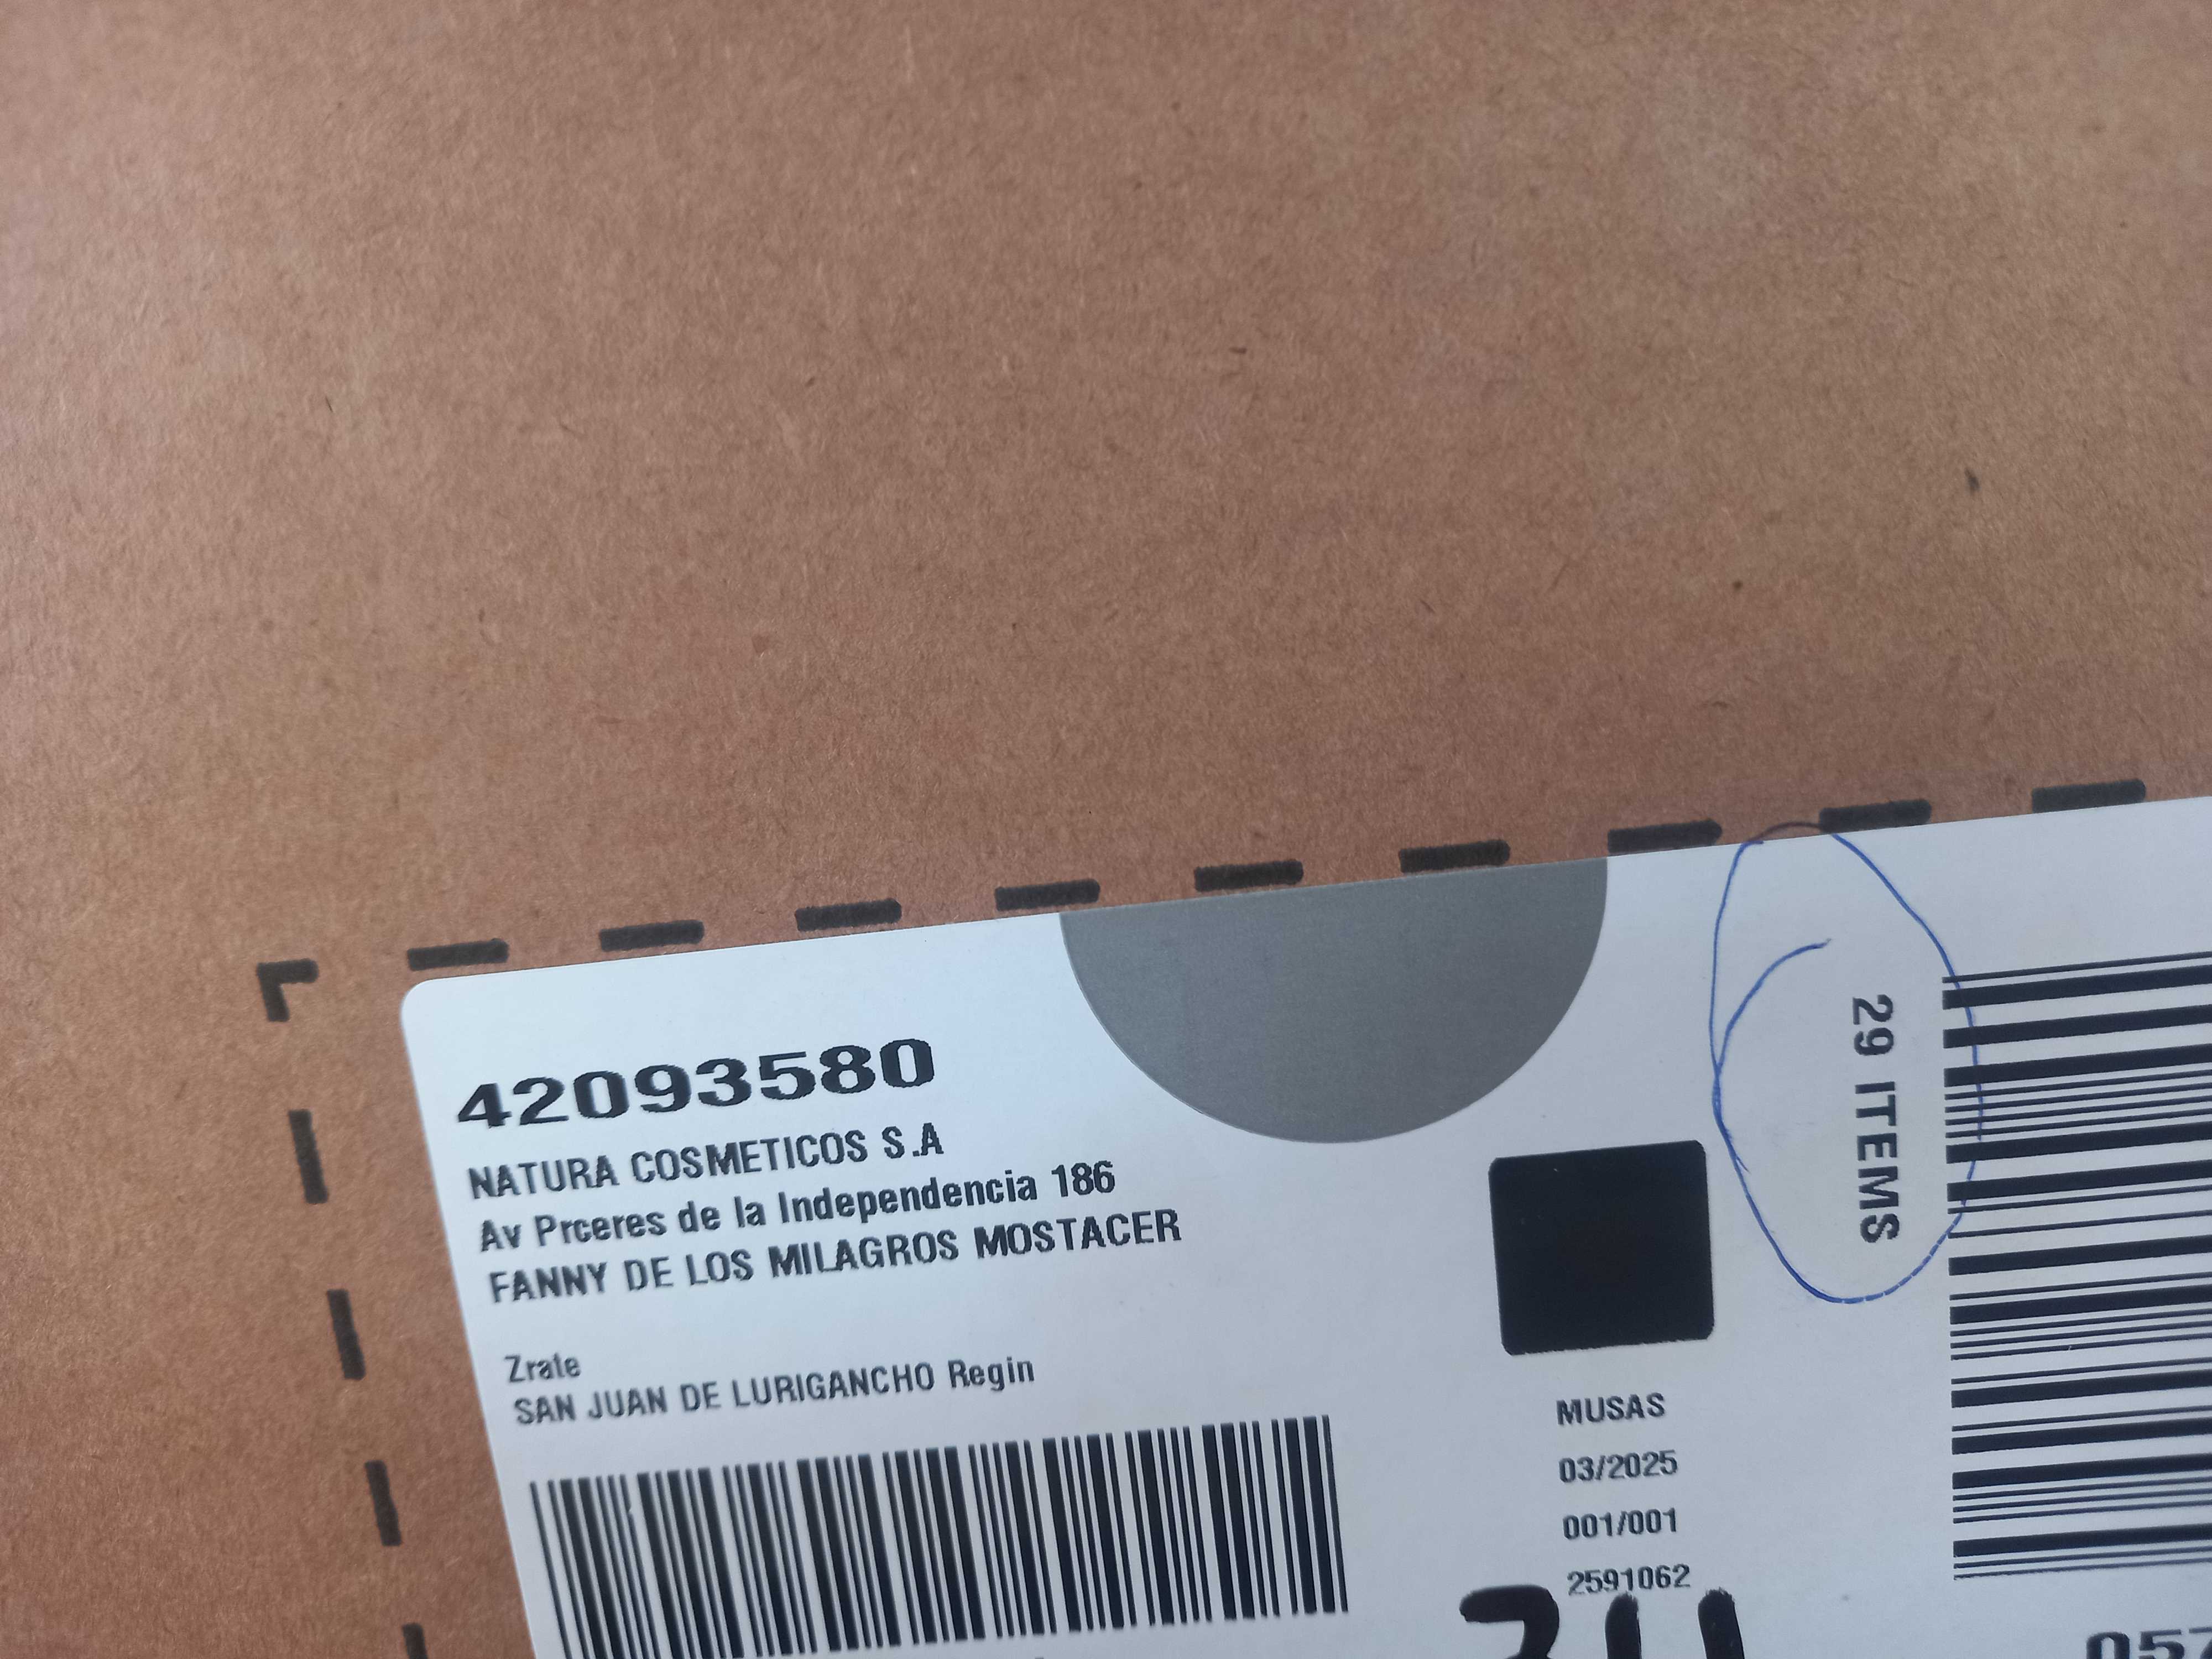 42093580
NATURA COSMETICOS S.A
Av Prceres de la Independencia 186
FANNY DE LOS MILAGROS MOSTACER
Zrate
SAN JUAN DE LURIGANCHO Regin
29 ITEMS
MUSAS
03/2025
001/001
2591062
057